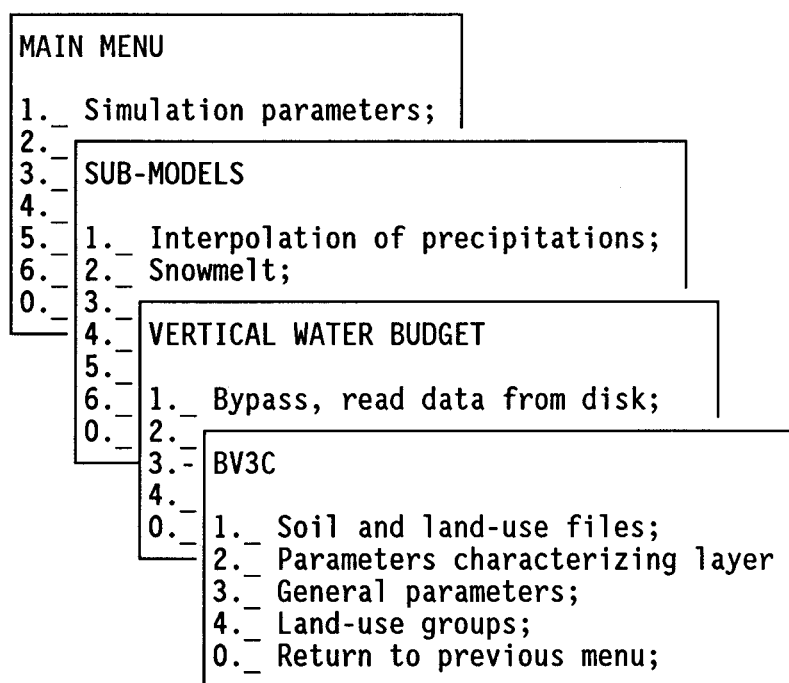 MAIN MENU
1._ Simulation parameters;
2._
3._
4._
5._
6._
0._
SUB-MODELS
1._ Interpolation of precipitations;
2._ Snowmelt;
3._
4._
5._
6._
0._
VERTICAL WATER BUDGET
1._ Bypass, read data from disk;
2._
3.-
4._
0._
BV3C
1._ Soil and land-use files;
2._ Parameters characterizing layer
3._ General parameters;
4._ Land-use groups;
0._ Return to previous menu;